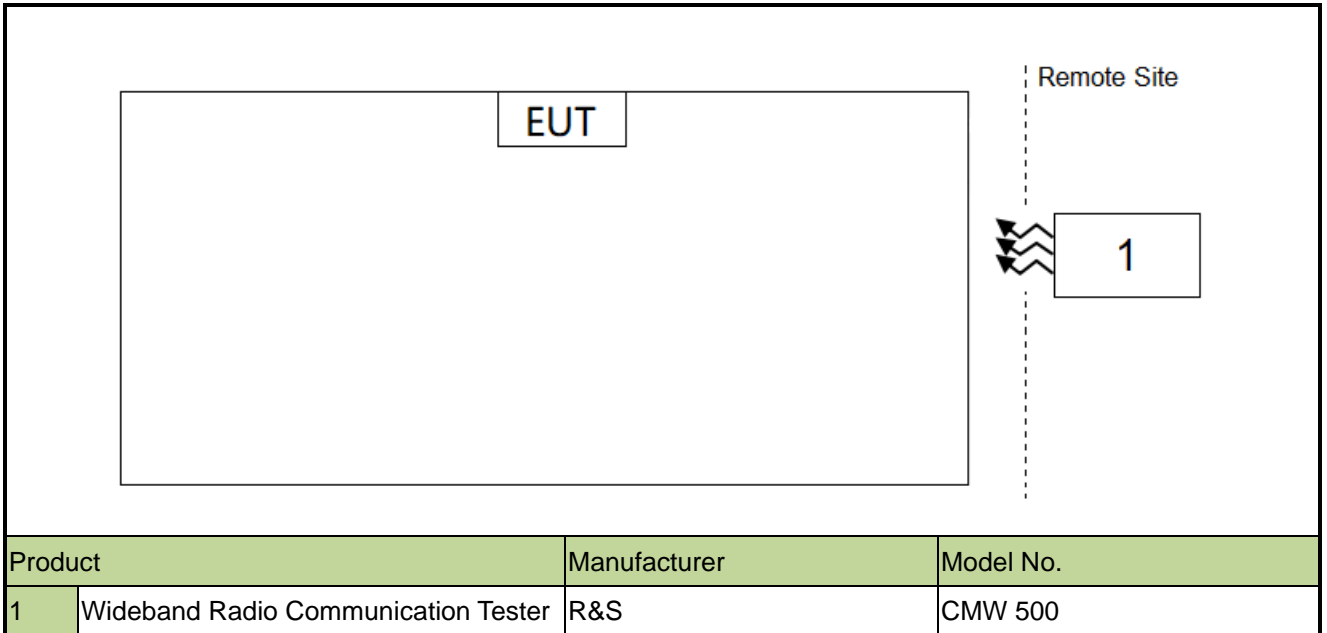 Remote Site
EUT
1
Product Manufacturer Model No.
1 Wideband Radio Communication Tester R&S CMW 500